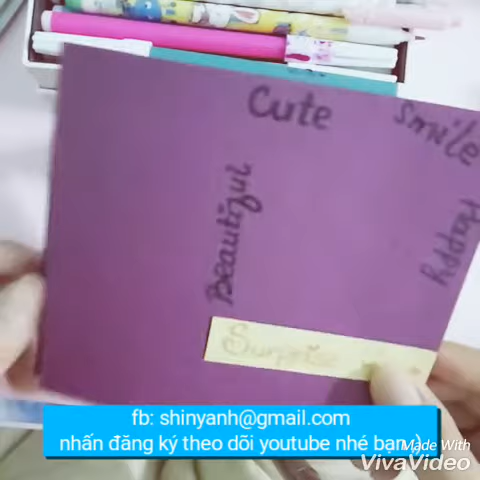 Cute
Smile
Beautiful
Happy
Surprise
fb: shinyanh@gmail.com
nhấn đăng ký theo dõi youtube nhé bạn
Made With
VivaVideo